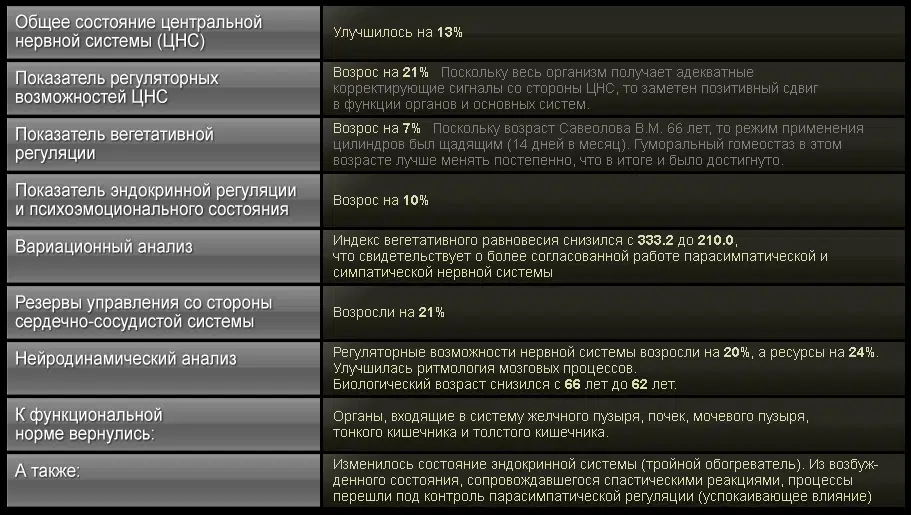 Общее состояние центральной
нервной системы (ЦНС)
Улучшилось на 13%
Показатель регуляторных
возможностей ЦНС
Возрос на 21% Поскольку весь организм получает адекватные
корректирующие сигналы со стороны ЦНС, то заметен позитивный сдвиг
в функции органов и основных систем.
Показатель вегетативной
регуляции
Возрос на 7% Поскольку возраст Савеолова В.М. 66 лет, то режим применения
цилиндров был щадящим (14 дней в месяц). Гуморальный гомеостаз в этом
возрасте лучше менять постепенно, что в итоге и было достигнуто.
Показатель эндокринной регуляции
и психоэмоционального состояния
Возрос на 10%
Вариационный анализ
Индекс вегетативного равновесия снизился с 333.2 до 210.0,
что свидетельствует о более согласованной работе парасимпатической и
симпатической нервной системы
Резервы управления со стороны
сердечно-сосудистой системы
Возросли на 21%
Нейродинамический анализ
Регуляторные возможности нервной системы возросли на 20%, а ресурсы на 24%.
Улучшилась ритмология мозговых процессов.
Биологический возраст снизился с 66 лет до 62 лет.
К функциональной
норме вернулись:
Органы, входящие в систему желчного пузыря, почек, мочевого пузыря,
тонкого кишечника и толстого кишечника.
А также:
Изменилось состояние эндокринной системы (тройной обогреватель). Из возбуж-
денного состояния, сопровождавшегося спастическими реакциями, процессы
перешли под контроль парасимпатической регуляции (успокаивающее влияние)